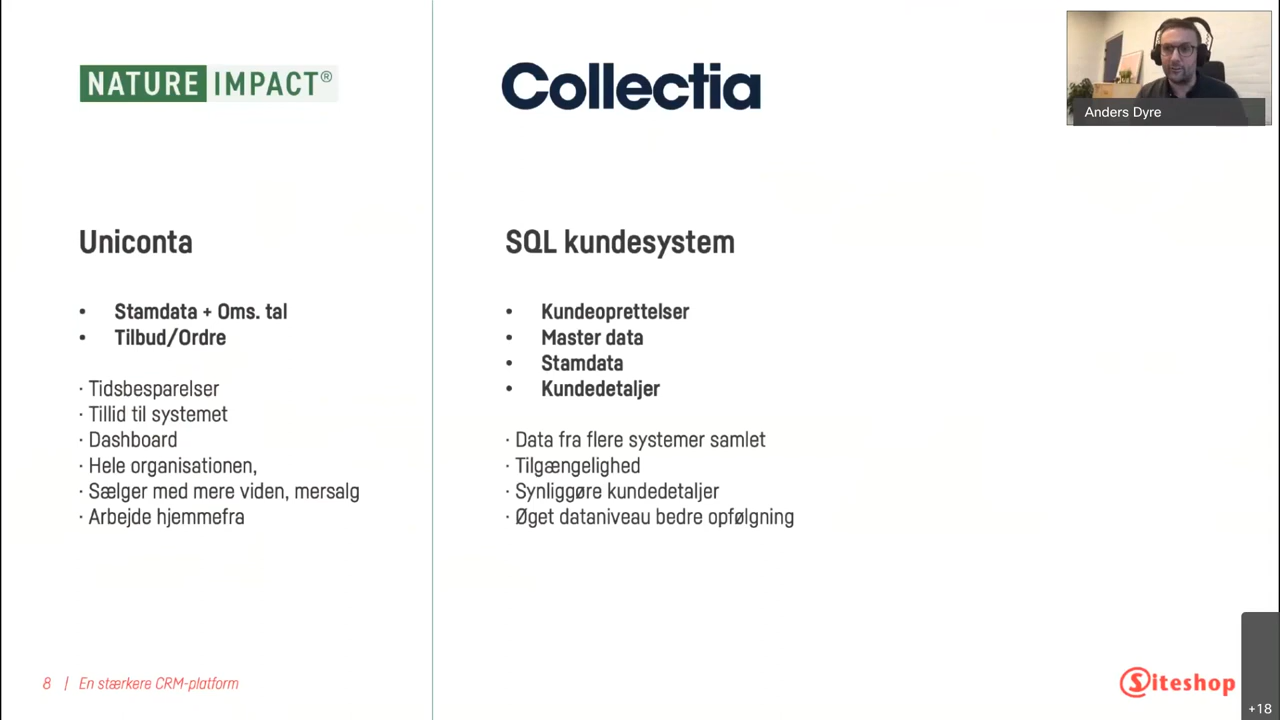 NATURE IMPACT®
Uniconta
• Stamdata + Oms. tal
• Tilbud/Ordre
· Tidsbesparelser
· Tillid til systemet
· Dashboard
· Hele organisationen,
· Sælger med mere viden, mersalg
· Arbejde hjemmefra
Collectia
SQL kundesystem
• Kundeoprettelser
• Master data
• Stamdata
• Kundedetaljer
· Data fra flere systemer samlet
· Tilgængelighed
· Synliggøre kundedetaljer
· Øget dataniveau bedre opfølgning
Anders Dyre
8 | En stærkere CRM-platform
Siteshop
+18